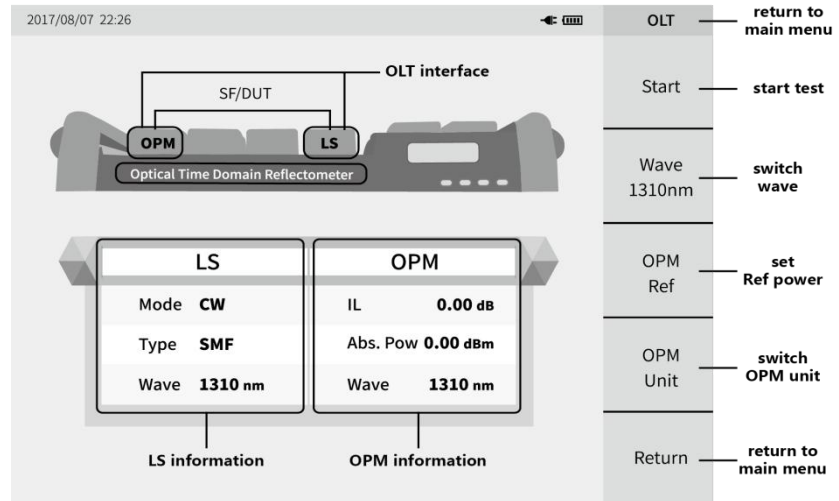 2017/08/07 22:26
OLT
return to
main menu
OLT interface
SF/DUT
Start
start test
OPM
LS
Optical Time Domain Reflectometer
Wave
1310nm
switch
wave
LS
OPM
OPM
Ref
set
Ref power
Mode CW
IL 0.00 dB
Type SMF
Abs. Pow 0.00 dBm
OPM
Unit
switch
OPM unit
Wave 1310 nm
Wave 1310 nm
LS information
OPM information
Return
return to
main menu